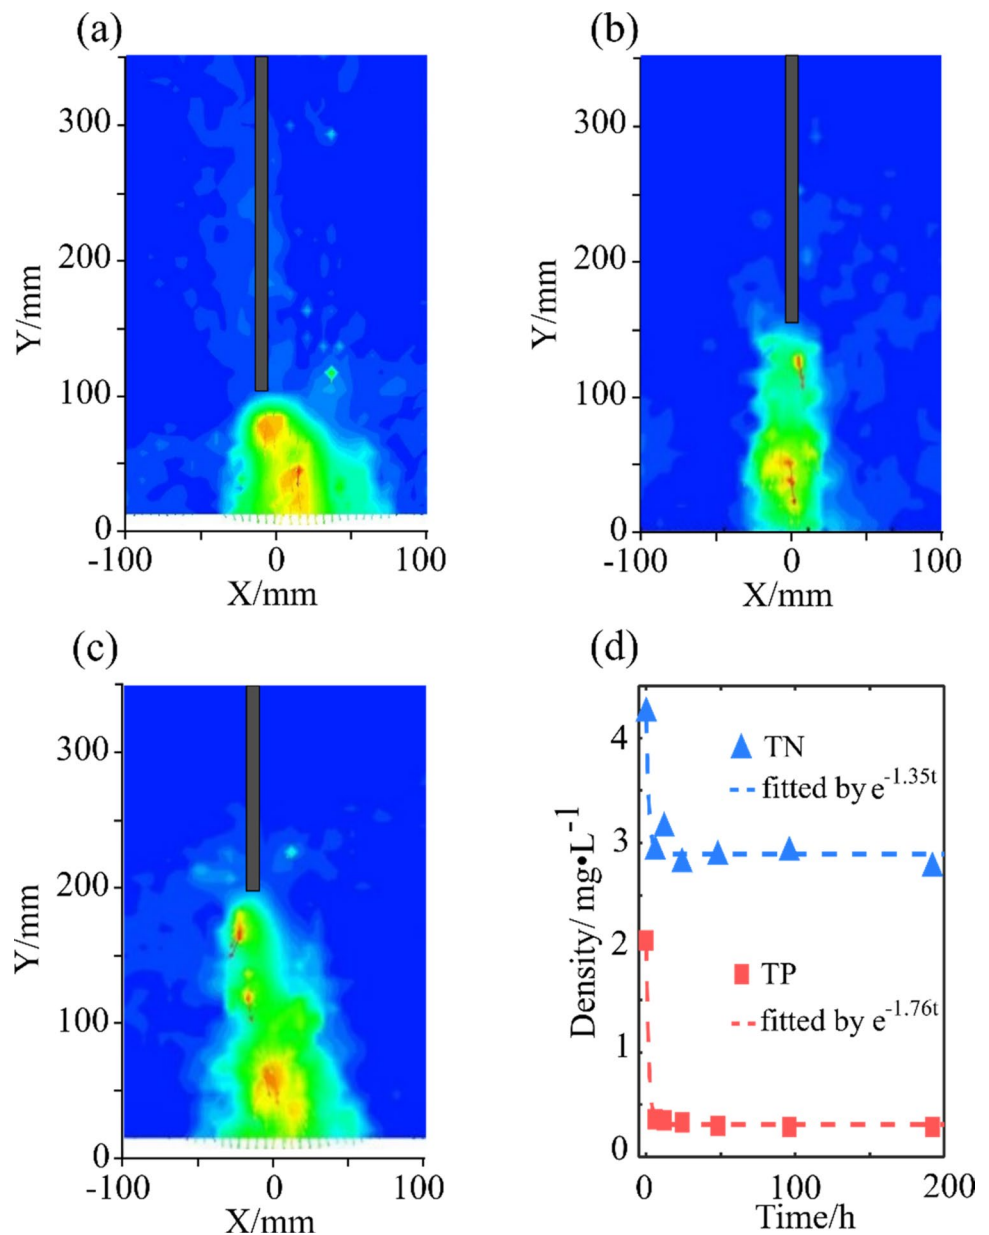 (a)
300
200
100
0
Y/mm
-100
0
100
X/mm
(b)
300
200
100
0
Y/mm
-100
0
100
X/mm
(c)
300
200
100
0
Y/mm
-100
0
100
X/mm
(d)
4
3
2
1
0
Density/ mg•L-1
TN
fitted by e-1.35t
TP
fitted by e-1.76t
0
100
200
Time/h